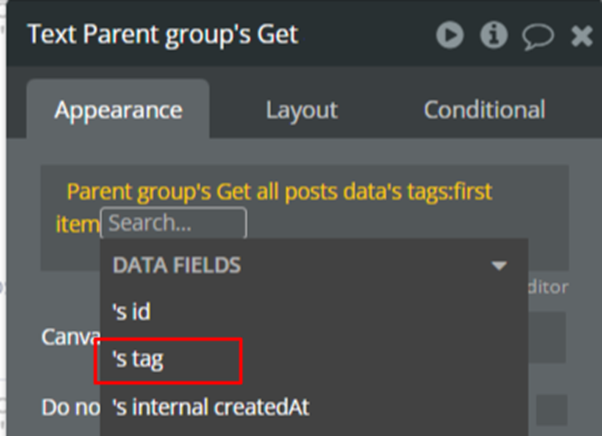 Text Parent group's Get
Appearance
Layout
Conditional
Parent group's Get all posts data's tags:first
item
Search...
DATA FIELDS
ditor
's id
Canva
's tag
Do no
's internal createdAt